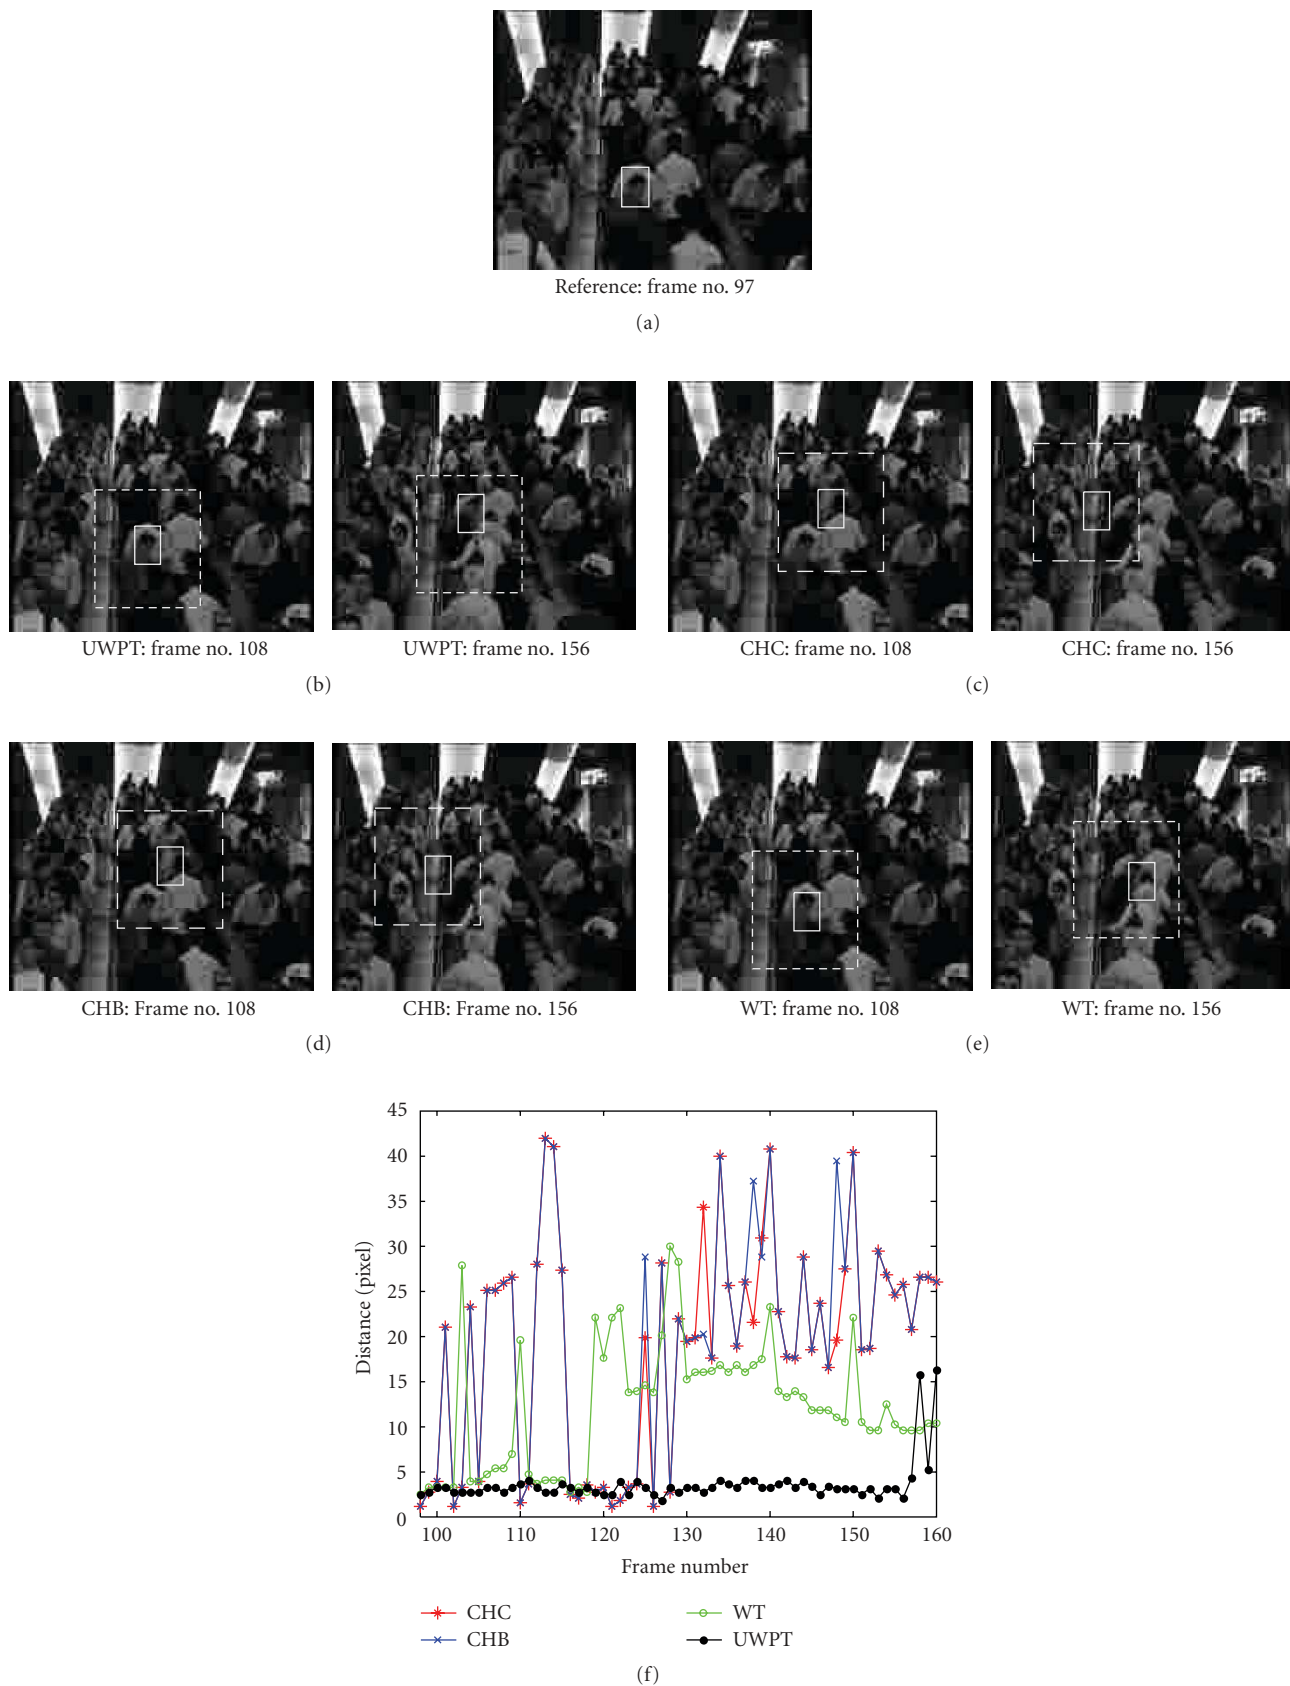 Reference: frame no. 97
(a)
UWPT: frame no. 108
UWPT: frame no. 156
(b)
CHC: frame no. 108
CHC: frame no. 156
(c)
CHB: Frame no. 108
CHB: Frame no. 156
(d)
WT: frame no. 108
WT: frame no. 156
(e)
45
40
35
30
25
20
15
10
5
0
Distance (pixel)
100
110
120
130
140
150
160
Frame number
CHC
CHB
WT
UWPT
(f)